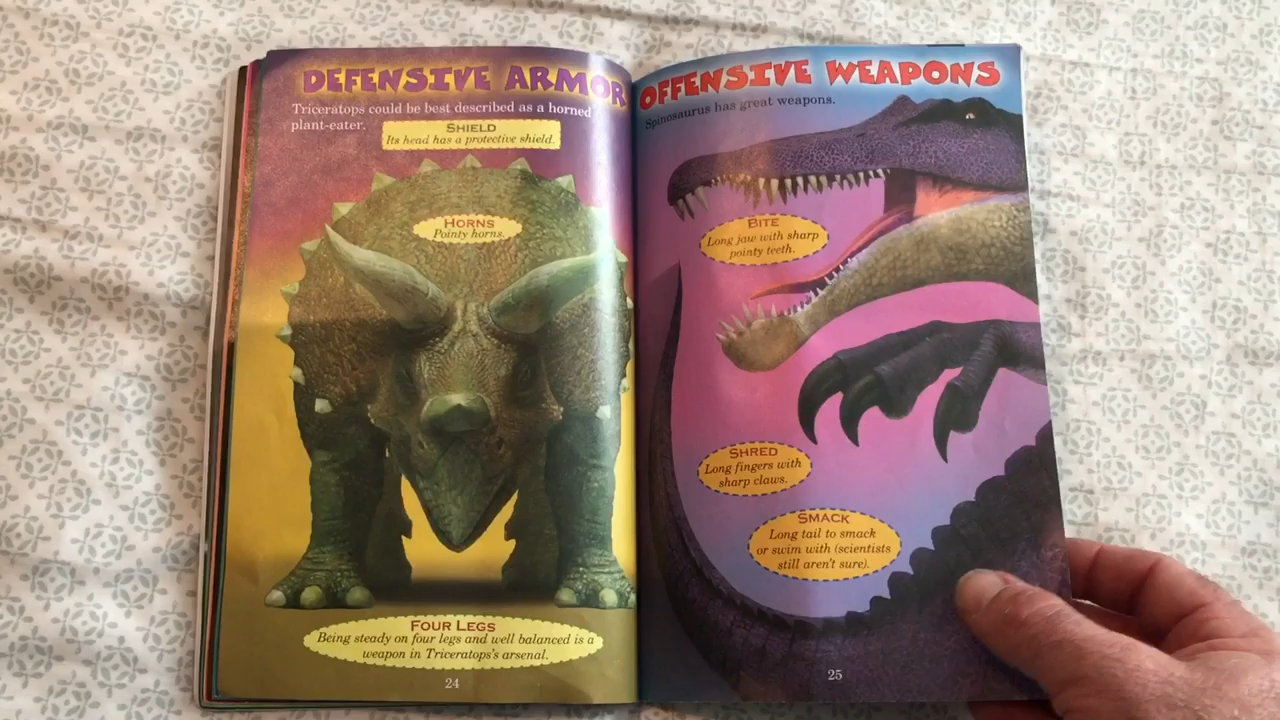 DEFENSIVE ARMOR
Triceratops could be best described as a horned
plant-eater.
SHIELD
Its head has a protective shield.
HORNS
Pointy horns.
FOUR LEGS
Being steady on four legs and well balanced is a
weapon in Triceratops's arsenal.
24
OFFENSIVE WEAPONS
Spinosaurus has great weapons.
BITE
Long jaw with sharp
pointy teeth.
SHRED
Long fingers with
sharp claws.
SMACK
Long tail to smack
or swim with (scientists
still aren't sure).
25